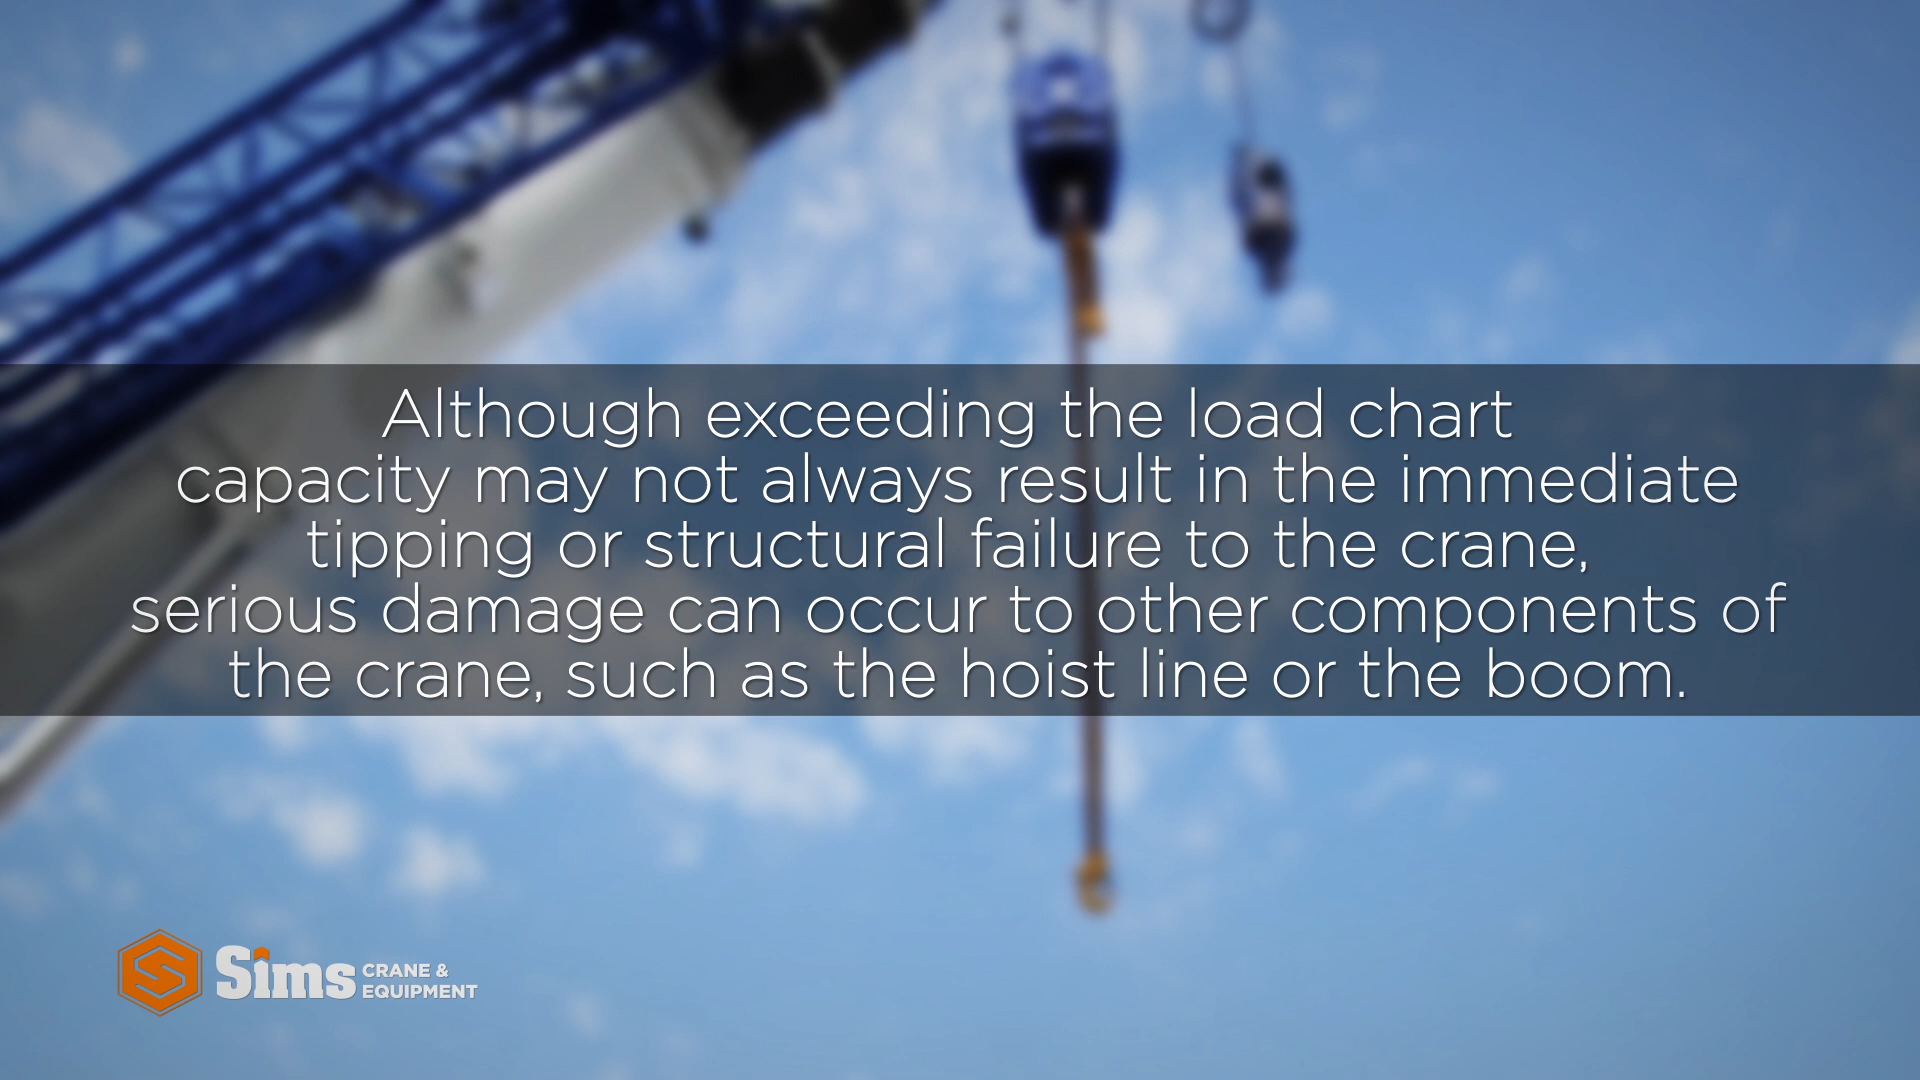 Although exceeding the load chart
capacity may not always result in the immediate
tipping or structural failure to the crane,
serious damage can occur to other components of
the crane, such as the hoist line or the boom.
Sims CRANE &
EQUIPMENT